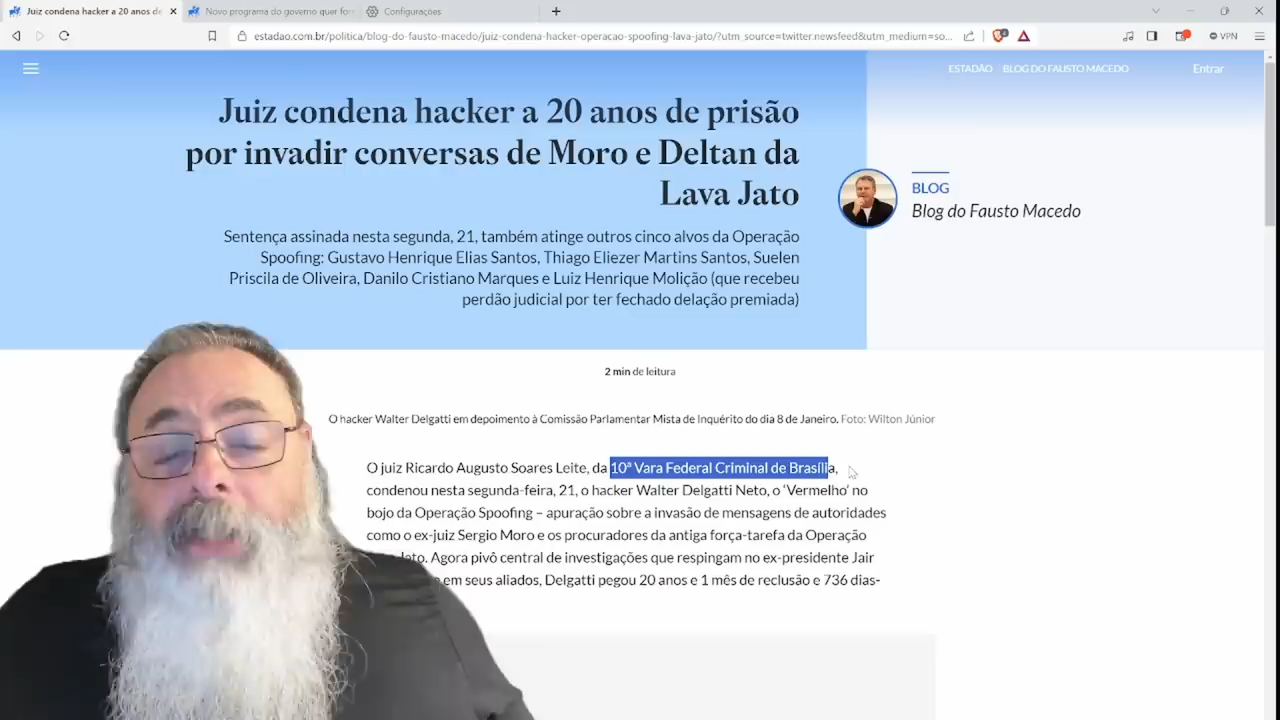 Juiz condena hacker a 20 anos de
Novo programa do governo quer for
Configurações
estadao.com.br/politica/blog-do-fausto-macedo/juiz-condena-hacker-operacao-spoofing-lava-jato/?utm_source=twitter.newsfeed&utm_medium=so...
VPN
ESTADÃO
BLOG DO FAUSTO MACEDO
Entrar
Juiz condena hacker a 20 anos de prisão
por invadir conversas de Moro e Deltan da
Lava Jato
BLOG
Blog do Fausto Macedo
Sentença assinada nesta segunda, 21, também atinge outros cinco alvos da Operação
Spoofing: Gustavo Henrique Elias Santos, Thiago Eliezer Martins Santos, Suelen
Priscila de Oliveira, Danilo Cristiano Marques e Luiz Henrique Molição (que recebeu
perdão judicial por ter fechado delação premiada)
2 min de leitura
O hacker Walter Delgatti em depoimento à Comissão Parlamentar Mista de Inquérito do dia 8 de Janeiro. Foto: Wilton Júnior
O juiz Ricardo Augusto Soares Leite, da 10ª Vara Federal Criminal de Brasília,
condenou nesta segunda-feira, 21, o hacker Walter Delgatti Neto, o ‘Vermelho’ no
bojo da Operação Spoofing – apuração sobre a invasão de mensagens de autoridades
como o ex-juiz Sergio Moro e os procuradores da antiga força-tarefa da Operação
Agora pivô central de investigações que respingam no ex-presidente Jair
em seus aliados, Delgatti pegou 20 anos e 1 mês de reclusão e 736 dias-